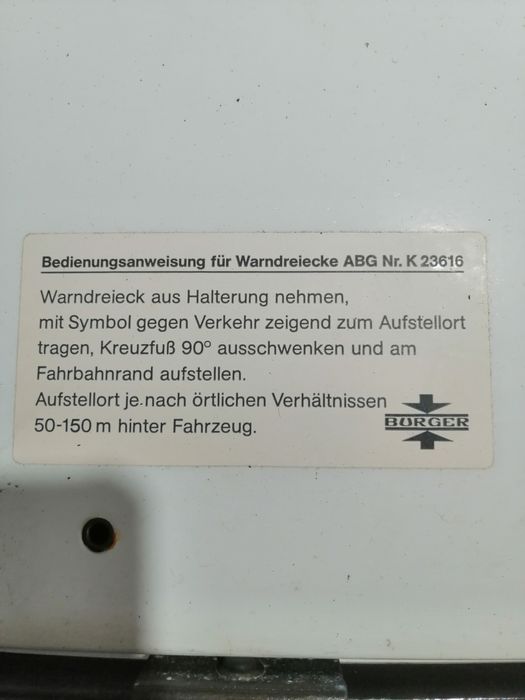 Bedienungsanweisung für Warndreiecke ABG Nr. K 23616
Warndreieck aus Halterung nehmen,
mit Symbol gegen Verkehr zeigend zum Aufstellort
tragen, Kreuzfuß 90° ausschwenken und am
Fahrbahnrand aufstellen.
Aufstellort je nach örtlichen Verhältnissen
50-150 m hinter Fahrzeug.
BÜRGER